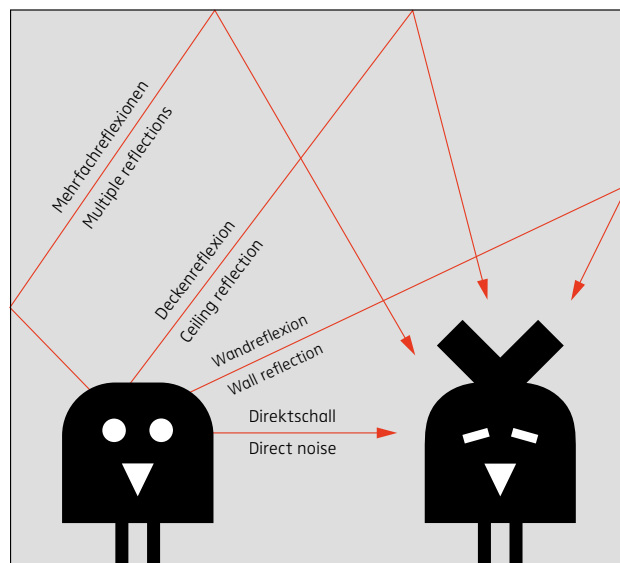 Mehrfachreflexionen
Multiple reflections
Deckenreflexion
Ceiling reflection
Wandreflexion
Wall reflection
Direktschall
Direct noise